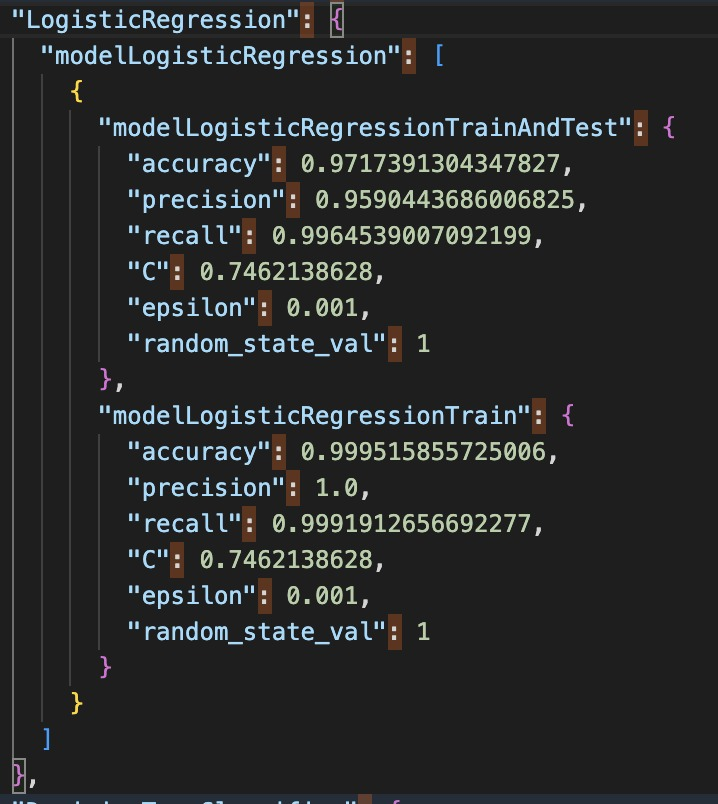 "LogisticRegression": {
"modelLogisticRegression": [
{
"modelLogisticRegressionTrainAndTest": {
"accuracy": 0.9717391304347827,
"precision": 0.9590443686006825,
"recall": 0.9964539007092199,
"C": 0.7462138628,
"epsilon": 0.001,
"random_state_val": 1
},
"modelLogisticRegressionTrain": {
"accuracy": 0.999515855725006,
"precision": 1.0,
"recall": 0.9991912656692277,
"C": 0.7462138628,
"epsilon": 0.001,
"random_state_val": 1
}
}
]
},